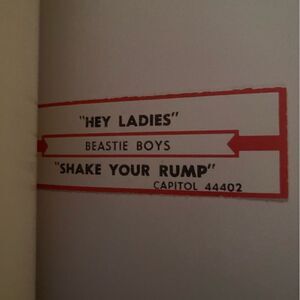 "HEY LADIES"
BEASTIE BOYS
"SHAKE YOUR RUMP"
CAPITOL 44402